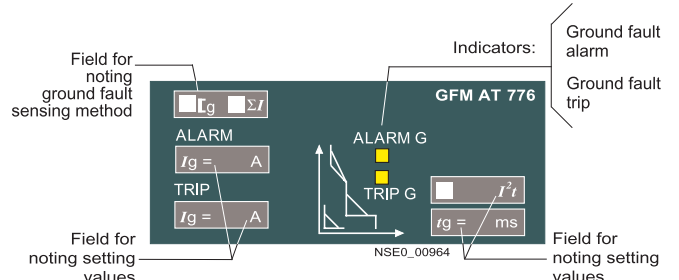 Indicators:
Ground fault
alarm
Ground fault
trip
Field for
noting
ground fault
sensing method
GFM AT 776
g ΣI
ALARM
Ig = A
TRIP
Ig = A
ALARM G
TRIP G
I²t
tg = ms
NSE0_00964
Field for
noting setting
values
Field for
noting setting
values